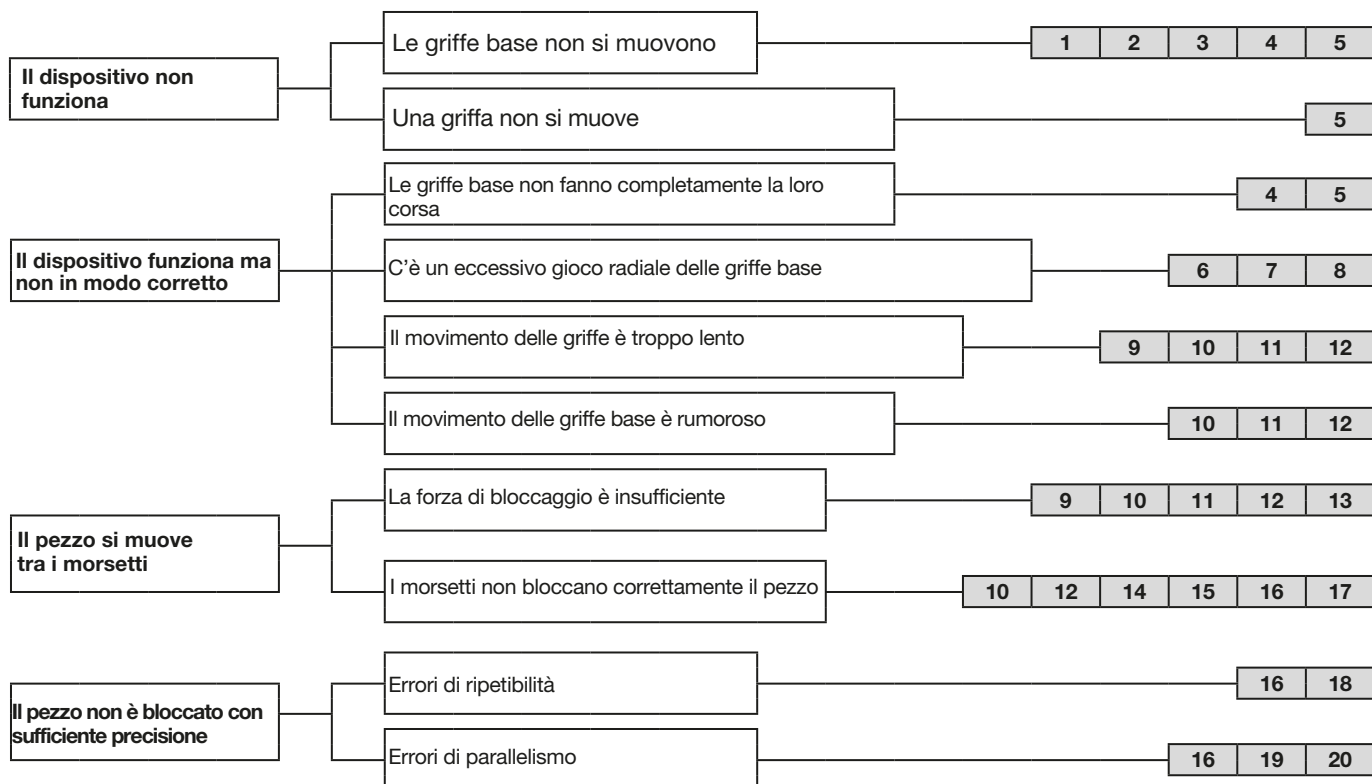 Il dispositivo non
funziona
Le griffe base non si muovono
1 2 3 4 5
Una griffa non si muove
5
Il dispositivo funziona ma
non in modo corretto
Le griffe base non fanno completamente la loro
corsa
4 5
C'è un eccessivo gioco radiale delle griffe base
6 7 8
Il movimento delle griffe è troppo lento
9 10 11 12
Il movimento delle griffe base è rumoroso
10 11 12
Il pezzo si muove
tra i morsetti
La forza di bloccaggio è insufficiente
9 10 11 12 13
I morsetti non bloccano correttamente il pezzo
10 12 14 15 16 17
Il pezzo non è bloccato con
sufficiente precisione
Errori di ripetibilità
16 18
Errori di parallelismo
16 19 20